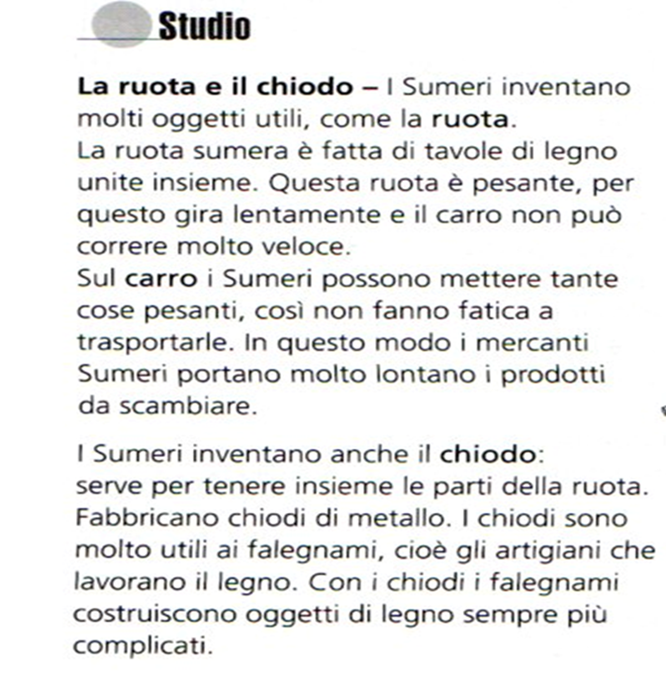 Studio
La ruota e il chiodo – I Sumeri inventano
molti oggetti utili, come la ruota.
La ruota sumera è fatta di tavole di legno
unite insieme. Questa ruota è pesante, per
questo gira lentamente e il carro non può
correre molto veloce.
Sul carro i Sumeri possono mettere tante
cose pesanti, così non fanno fatica a
trasportarle. In questo modo i mercanti
Sumeri portano molto lontano i prodotti
da scambiare.
I Sumeri inventano anche il chiodo:
serve per tenere insieme le parti della ruota.
Fabbricano chiodi di metallo. I chiodi sono
molto utili ai falegnami, cioè gli artigiani che
lavorano il legno. Con i chiodi i falegnami
costruiscono oggetti di legno sempre più
complicati.